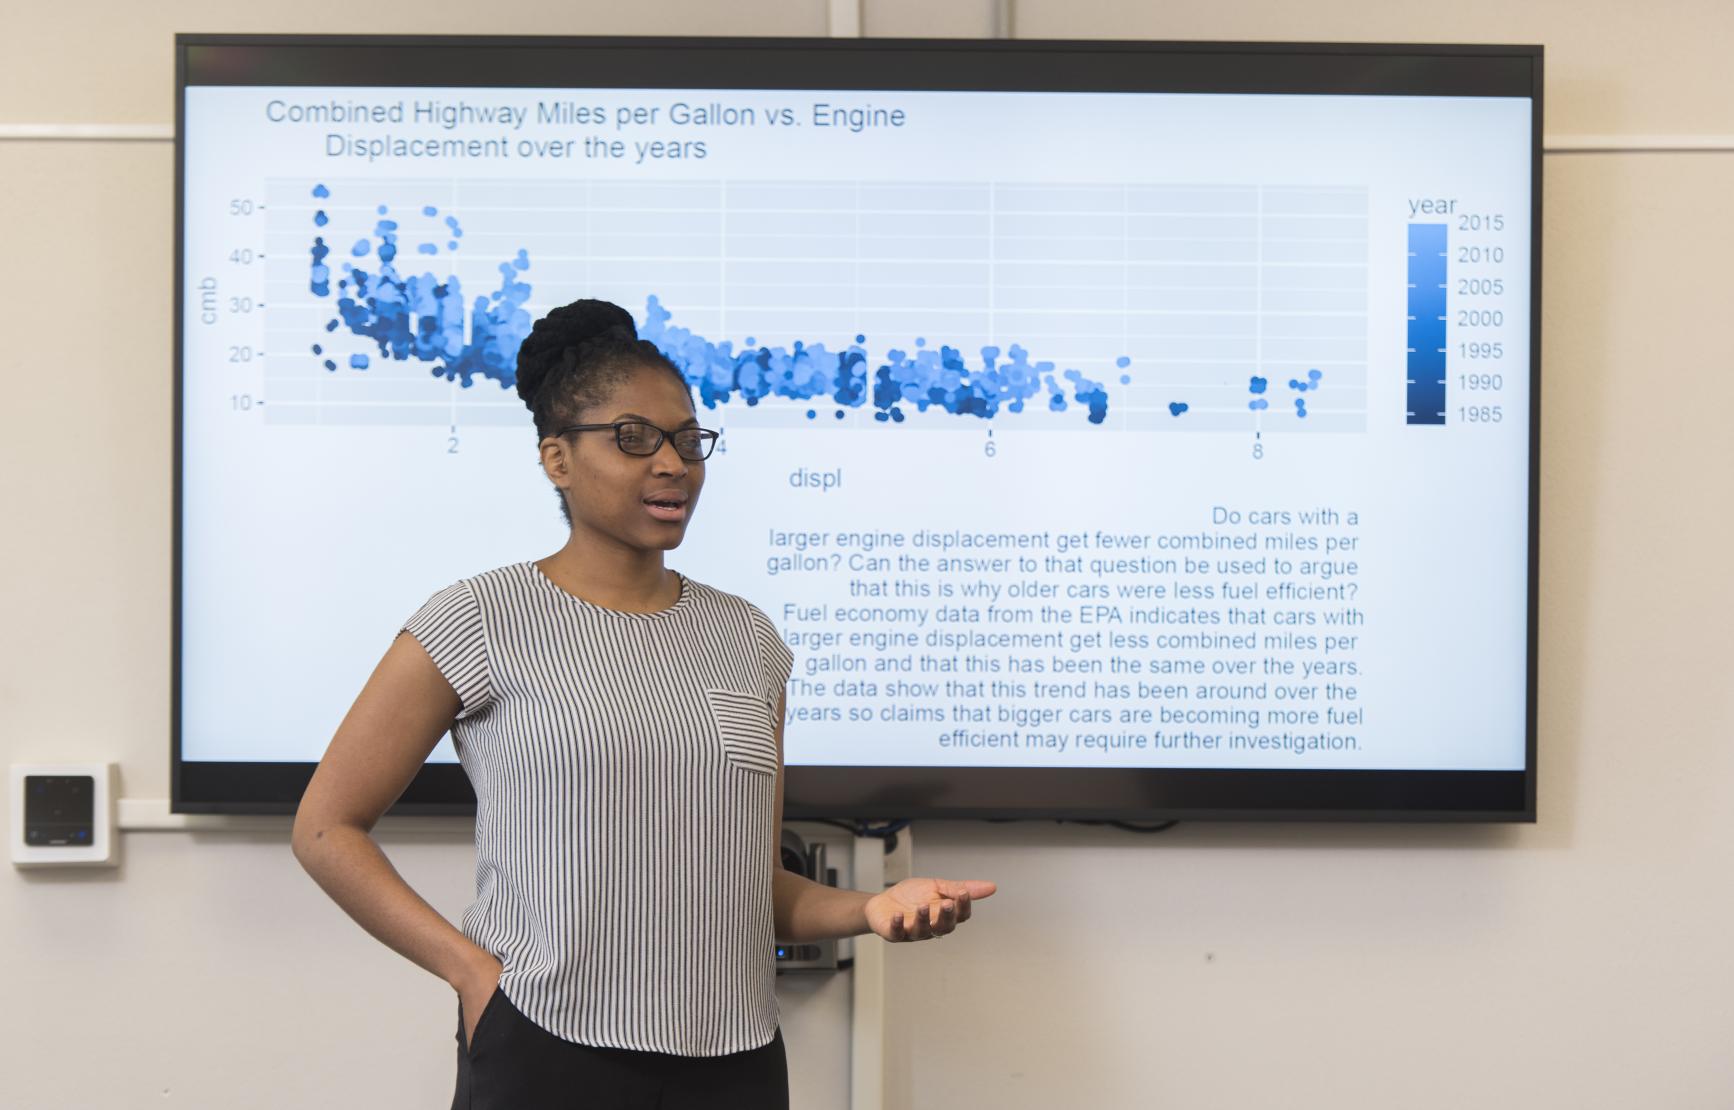 Combined Highway Miles per Gallon vs. Engine
Displacement over the years
50
40
30
20
10
cmb
2
4
6
8
displ
year
2015
2010
2005
2000
1995
1990
1985
Do cars with a
larger engine displacement get fewer combined miles per
gallon? Can the answer to that question be used to argue
that this is why older cars were less fuel efficient?
Fuel economy data from the EPA indicates that cars with
larger engine displacement get less combined miles per
gallon and that this has been the same over the years.
The data show that this trend has been around over the
years so claims that bigger cars are becoming more fuel
efficient may require further investigation.